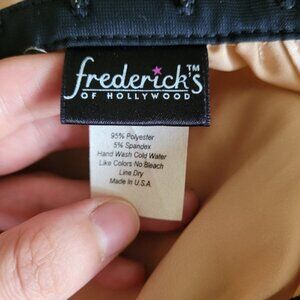 frederick's™
OF HOLLYWOOD
95% Polyester
5% Spandex
Hand Wash Cold Water
Like Colors No Bleach
Line Dry
Made in U.S.A